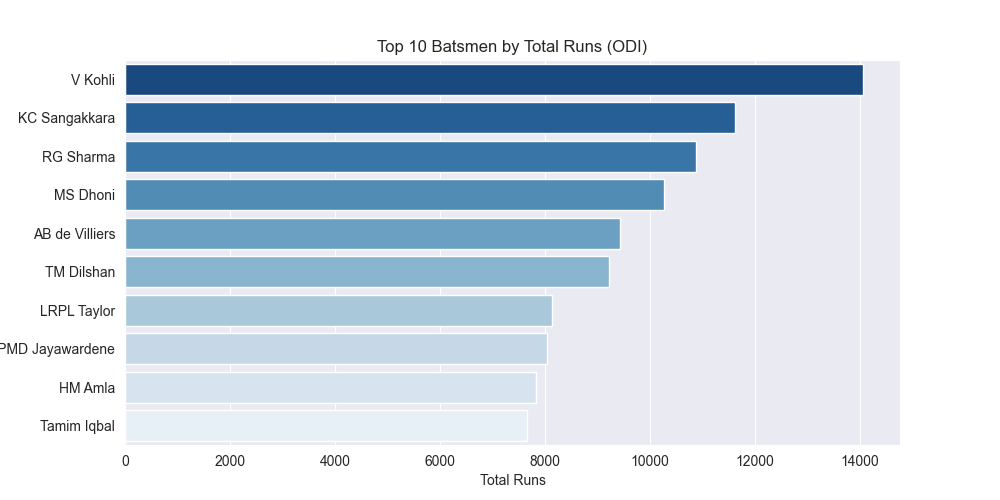 Top 10 Batsmen by Total Runs (ODI)
V Kohli
KC Sangakkara
RG Sharma
MS Dhoni
AB de Villiers
TM Dilshan
LRPL Taylor
PMD Jayawardene
HM Amla
Tamim Iqbal
0 2000 4000 6000 8000 10000 12000 14000
Total Runs